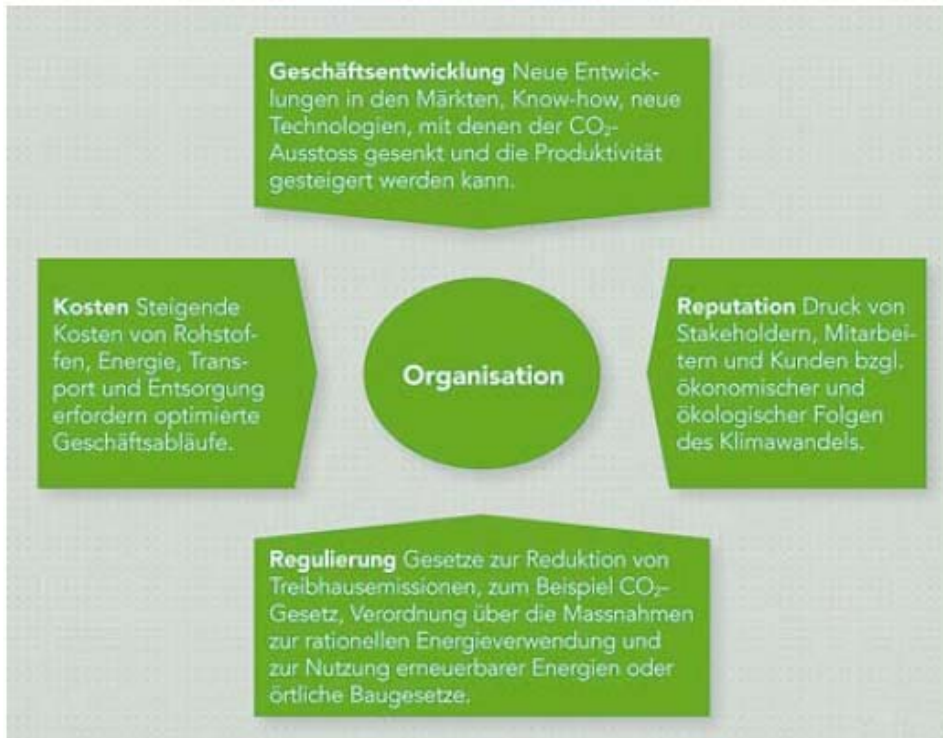 Geschäftsentwicklung Neue Entwick-
lungen in den Märkten, Know-how, neue
Technologien, mit denen der CO₂-
Ausstoss gesenkt und die Produktivität
gesteigert werden kann.
Kosten Steigende
Kosten von Rohstof-
fen, Energie, Trans-
port und Entsorgung
erfordern optimierte
Geschäftsabläufe.
Organisation
Reputation Druck von
Stakeholdern, Mitarbei-
tern und Kunden bzgl.
ökonomischer und
ökologischer Folgen
des Klimawandels.
Regulierung Gesetze zur Reduktion von
Treibhausemissionen, zum Beispiel CO₂-
Gesetz, Verordnung über die Massnahmen
zur rationellen Energieverwendung und
zur Nutzung erneuerbarer Energien oder
örtliche Baugesetze.